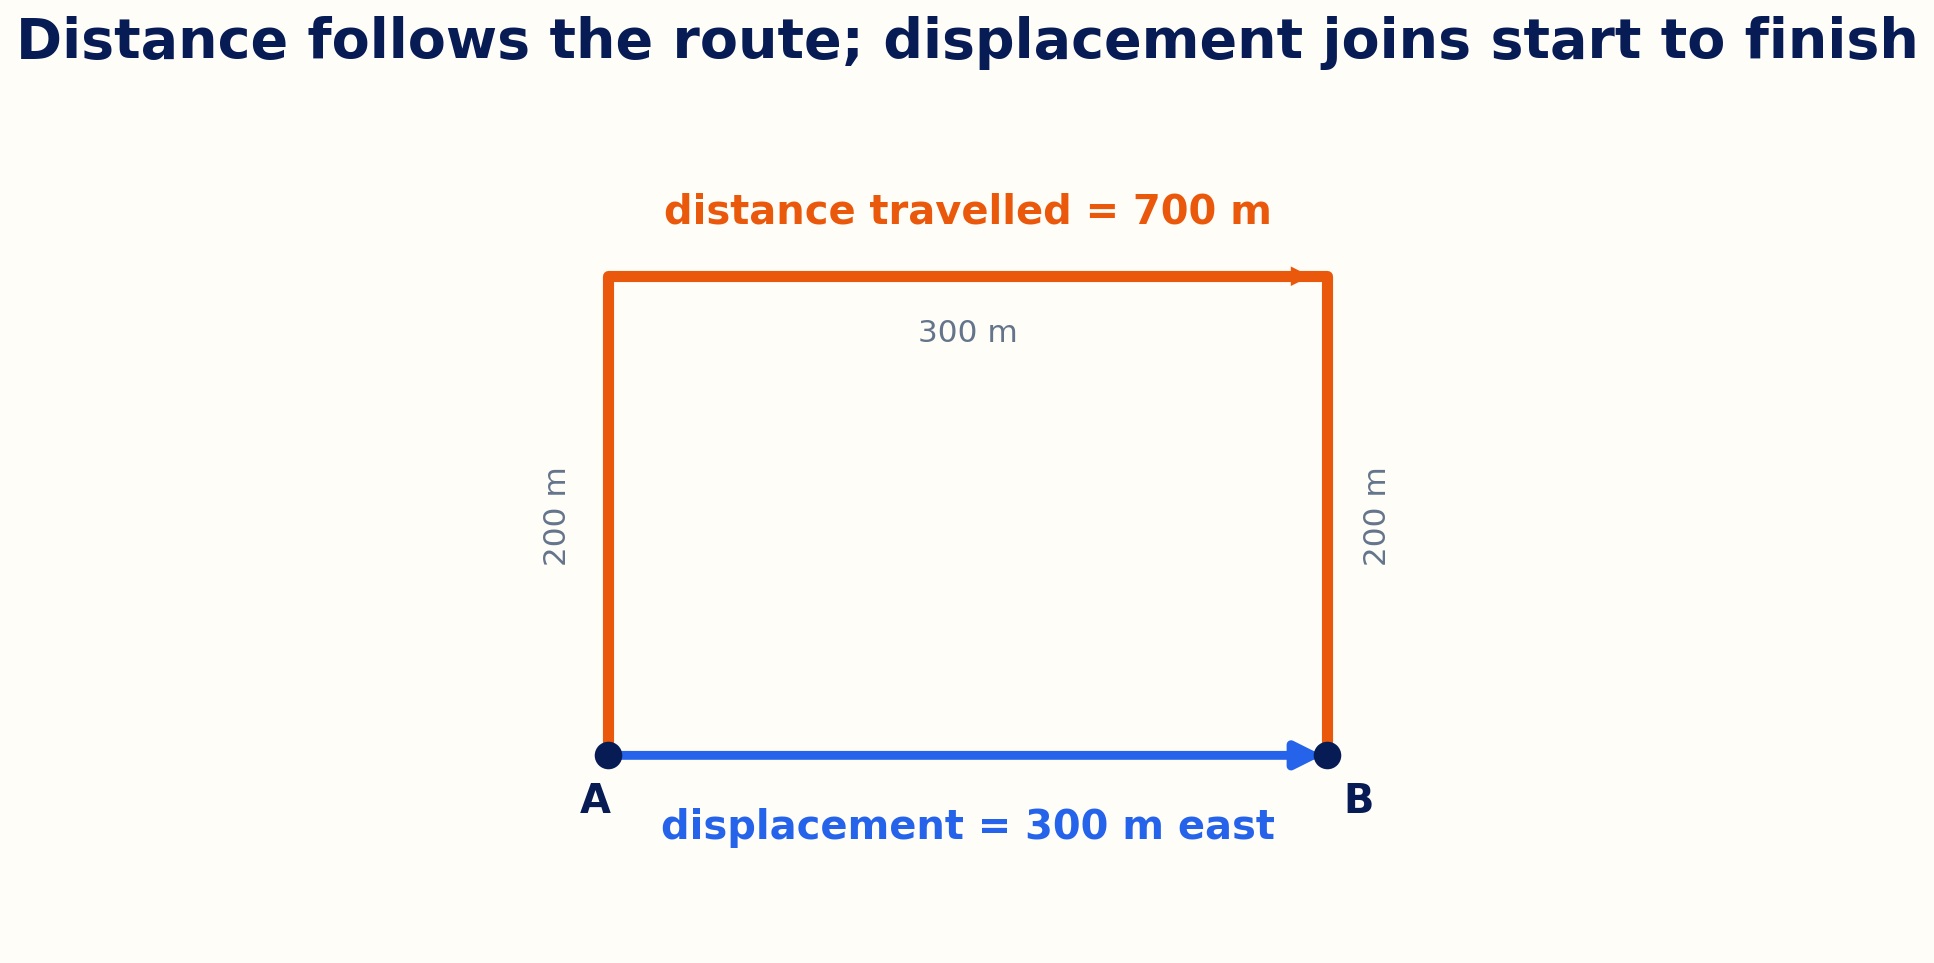 Distance follows the route; displacement joins start to finish
distance travelled = 700 m
300 m
200 m
200 m
A
B
displacement = 300 m east